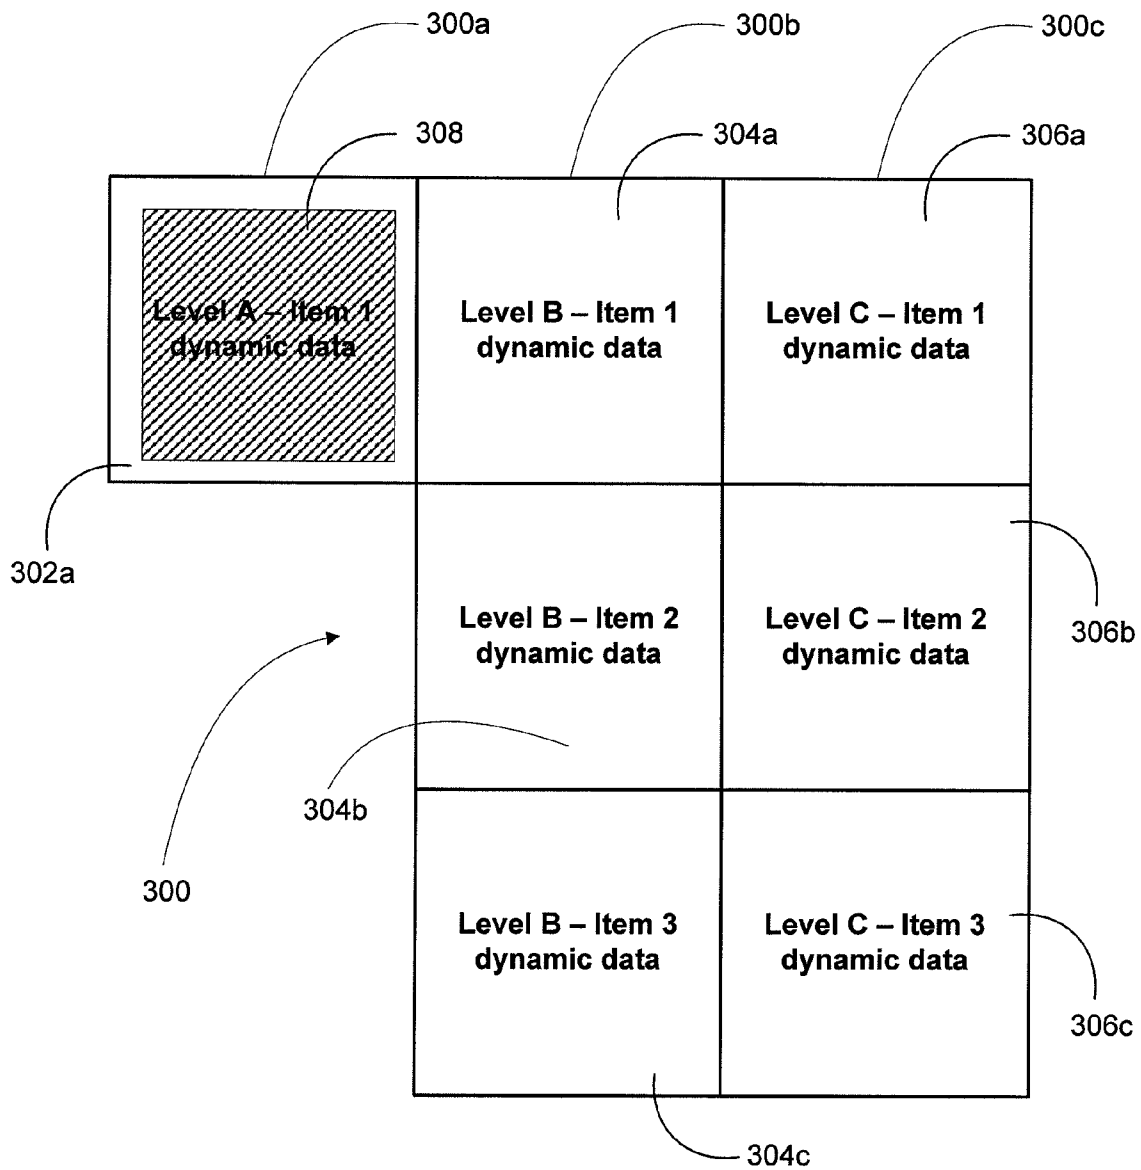 300a
300b
300c
308
304a
306a
Level A – Item 1
dynamic data
Level B – Item 1
dynamic data
Level C – Item 1
dynamic data
302a
Level B – Item 2
dynamic data
Level C – Item 2
dynamic data
306b
304b
300
Level B – Item 3
dynamic data
Level C – Item 3
dynamic data
306c
304c